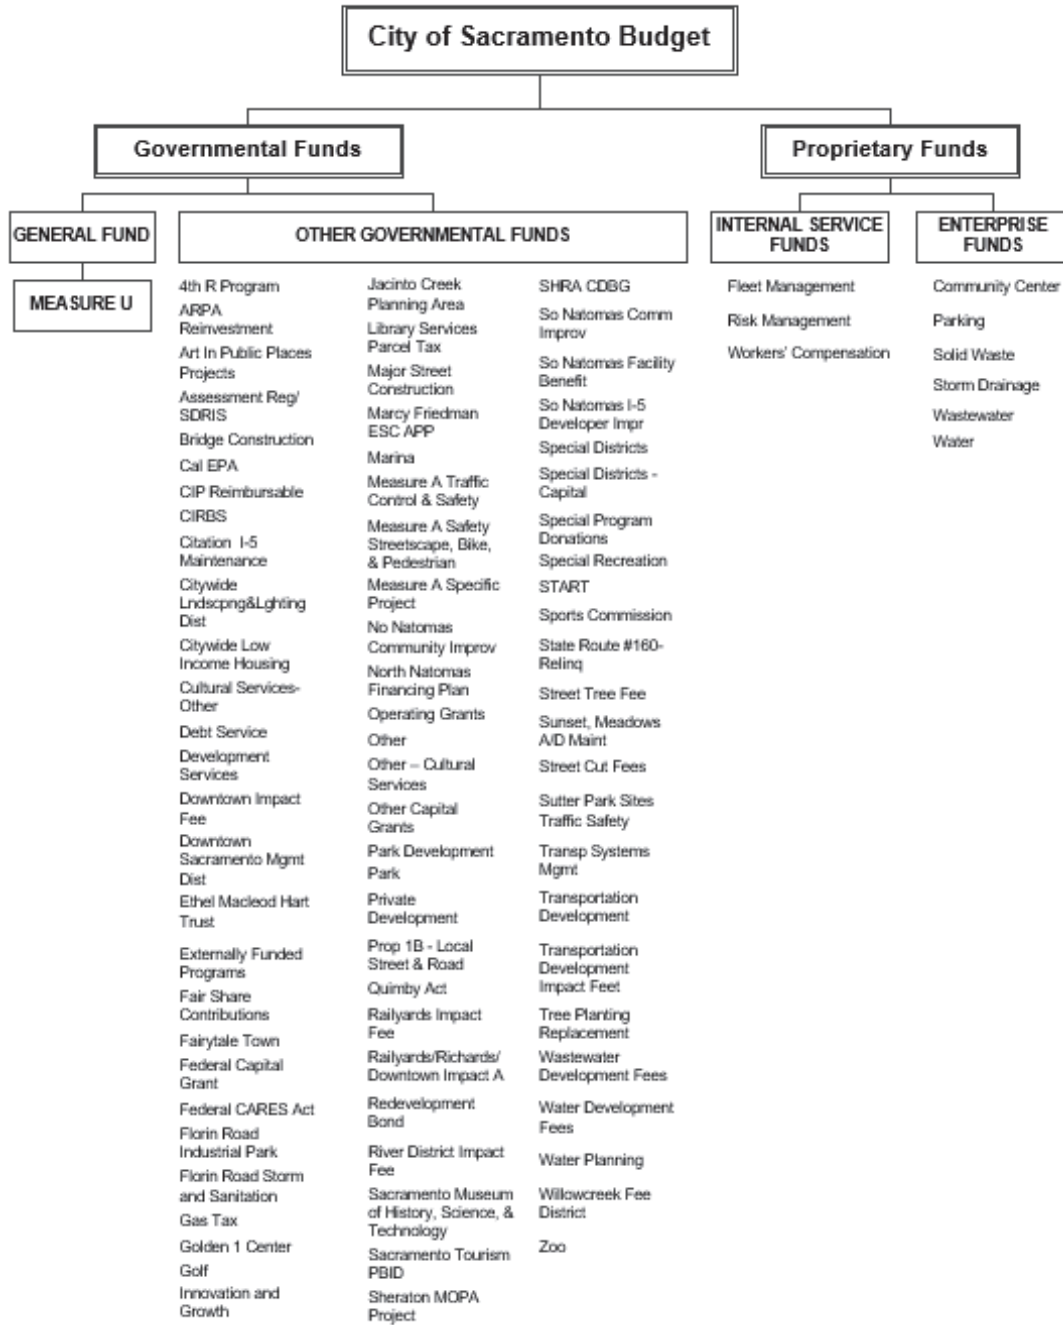 City of Sacramento Budget
Governmental Funds
Proprietary Funds
GENERAL FUND
MEASURE U
OTHER GOVERNMENTAL FUNDS
4th R Program
ARPA
Reinvestment
Art In Public Places
Projects
Assessment Reg/
SDRIS
Bridge Construction
Cal EPA
CIP Reimbursable
CIRBS
Citation I-5
Maintenance
Citywide
Lndscpng&Lghting
Dist
Citywide Low
Income Housing
Cultural Services-
Other
Debt Service
Development
Services
Downtown Impact
Fee
Downtown
Sacramento Mgmt
Dist
Ethel Macleod Hart
Trust
Externally Funded
Programs
Fair Share
Contributions
Fairytale Town
Federal Capital
Grant
Federal CARES Act
Florin Road
Industrial Park
Florin Road Storm
and Sanitation
Gas Tax
Golden 1 Center
Golf
Innovation and
Growth
Jacinto Creek
Planning Area
Library Services
Parcel Tax
Major Street
Construction
Marcy Friedman
ESC APP
Marina
Measure A Traffic
Control & Safety
Measure A Safety
Streetscape, Bike,
& Pedestrian
Measure A Specific
Project
No Natomas
Community Improv
North Natomas
Financing Plan
Operating Grants
Other
Other – Cultural
Services
Other Capital
Grants
Park Development
Park
Private
Development
Prop 1B - Local
Street & Road
Quimby Act
Railyards Impact
Fee
Railyards/Richards/
Downtown Impact A
Redevelopment
Bond
River District Impact
Fee
Sacramento Museum
of History, Science, &
Technology
Sacramento Tourism
PBID
Sheraton MOPA
Project
SHRA CDBG
So Natomas Comm
Improv
So Natomas Facility
Benefit
So Natomas I-5
Developer Impr
Special Districts
Special Districts -
Capital
Special Program
Donations
Special Recreation
START
Sports Commission
State Route #160-
Relinq
Street Tree Fee
Sunset, Meadows
A/D Maint
Street Cut Fees
Sutter Park Sites
Traffic Safety
Transp Systems
Mgmt
Transportation
Development
Transportation
Development
Impact Feet
Tree Planting
Replacement
Wastewater
Development Fees
Water Development
Fees
Water Planning
Willowcreek Fee
District
Zoo
INTERNAL SERVICE
FUNDS
Fleet Management
Risk Management
Workers' Compensation
ENTERPRISE
FUNDS
Community Center
Parking
Solid Waste
Storm Drainage
Wastewater
Water